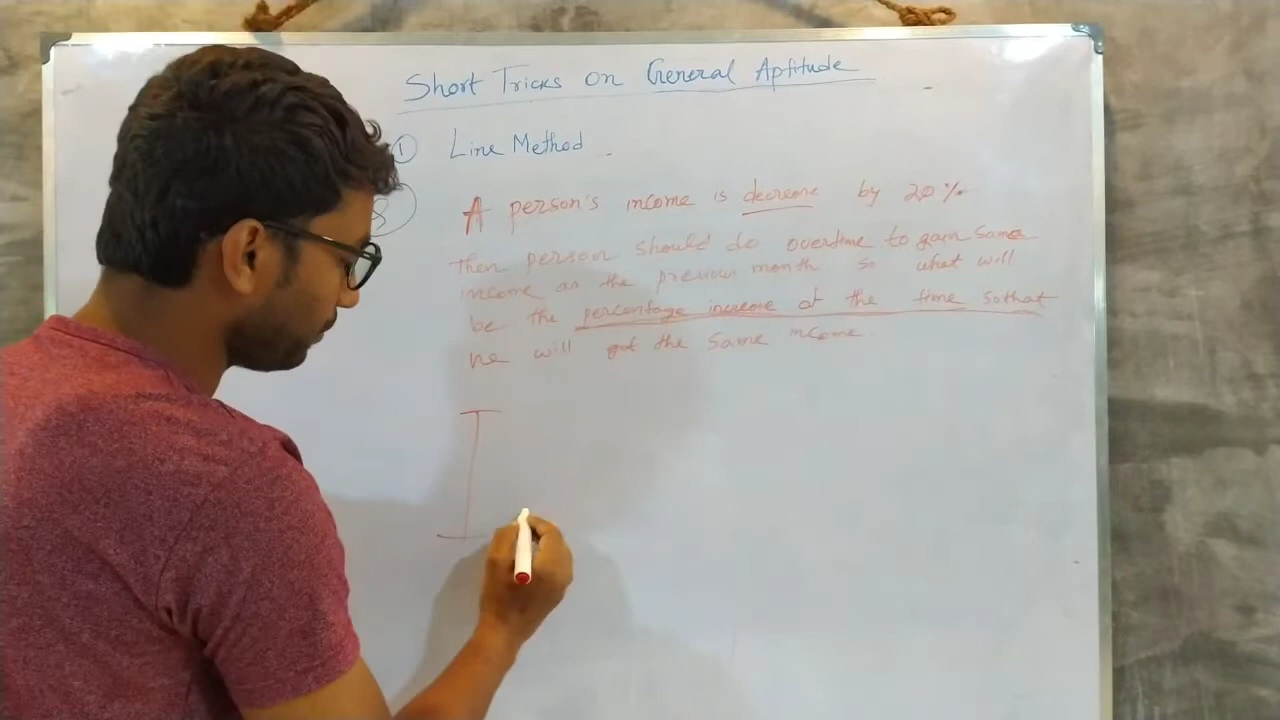 Short Tricks on General Aptitude
① Line Method
A person's income is decrease by 20%
then person should do overtime to gain same
income as the previous month so what will
be the percentage increase of the time so that
he will get the same income